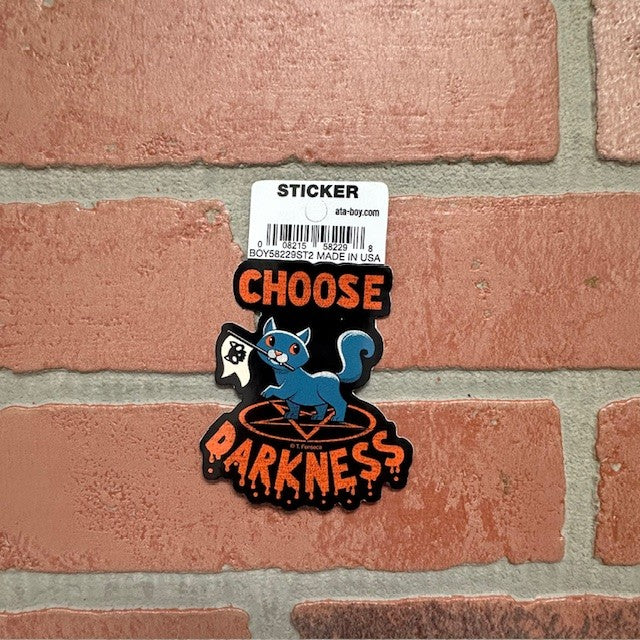 STICKER
ata-boy.com
0 08215 58229 8
BOY58229ST2 MADE IN USA
CHOOSE
© T. Fonseca
DARKNESS